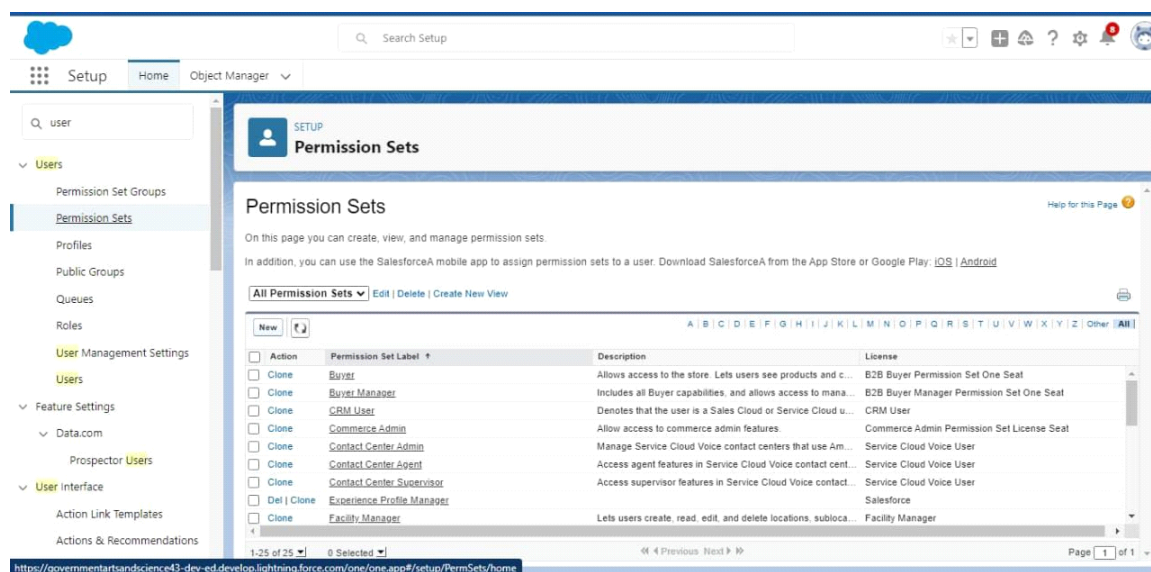 Search Setup
8
Setup Home Object Manager
user
Users
Permission Set Groups
Permission Sets
Profiles
Public Groups
Queues
Roles
User Management Settings
Users
Feature Settings
Data.com
Prospector Users
User Interface
Action Link Templates
Actions & Recommendations
SETUP
Permission Sets
Permission Sets
Help for this Page ?
On this page you can create, view, and manage permission sets.
In addition, you can use the SalesforceA mobile app to assign permission sets to a user. Download SalesforceA from the App Store or Google Play: iOS | Android
All Permission Sets Edit | Delete | Create New View
New A | B | C | D | E | F | G | H | I | J | K | L | M | N | O | P | Q | R | S | T | U | V | W | X | Y | Z | Other | All
Action Permission Set Label ↑ Description License
Clone Buyer Allows access to the store. Lets users see products and c... B2B Buyer Permission Set One Seat
Clone Buyer Manager Includes all Buyer capabilities, and allows access to mana... B2B Buyer Manager Permission Set One Seat
Clone CRM User Denotes that the user is a Sales Cloud or Service Cloud u... CRM User
Clone Commerce Admin Allow access to commerce admin features. Commerce Admin Permission Set License Seat
Clone Contact Center Admin Manage Service Cloud Voice contact centers that use Am... Service Cloud Voice User
Clone Contact Center Agent Access agent features in Service Cloud Voice contact cent... Service Cloud Voice User
Clone Contact Center Supervisor Access supervisor features in Service Cloud Voice contact... Service Cloud Voice User
Del | Clone Experience Profile Manager Salesforce
Clone Facility Manager Lets users create, read, edit, and delete locations, subloca... Facility Manager
1-25 of 25 0 Selected Previous Next Page 1 of 1
https://governmentartsandscience43-dev-ed.develop.lightning.force.com/one/one.app#/setup/PermSets/home